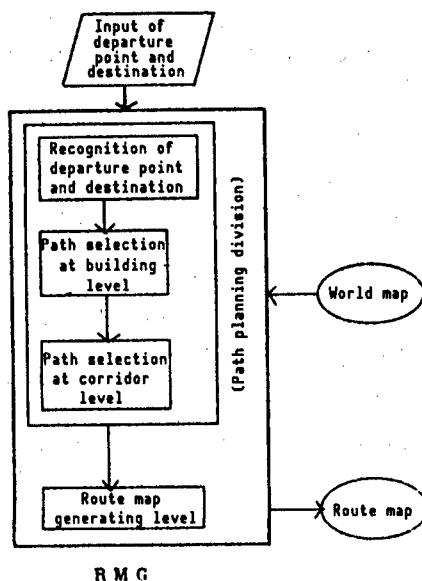 Input of
departure
point and
destination
Recognition of
departure point
and destination
Path selection
at building
level
Path selection
at corridor
level
(Path planning division)
World map
Route map
generating level
Route map
R M G